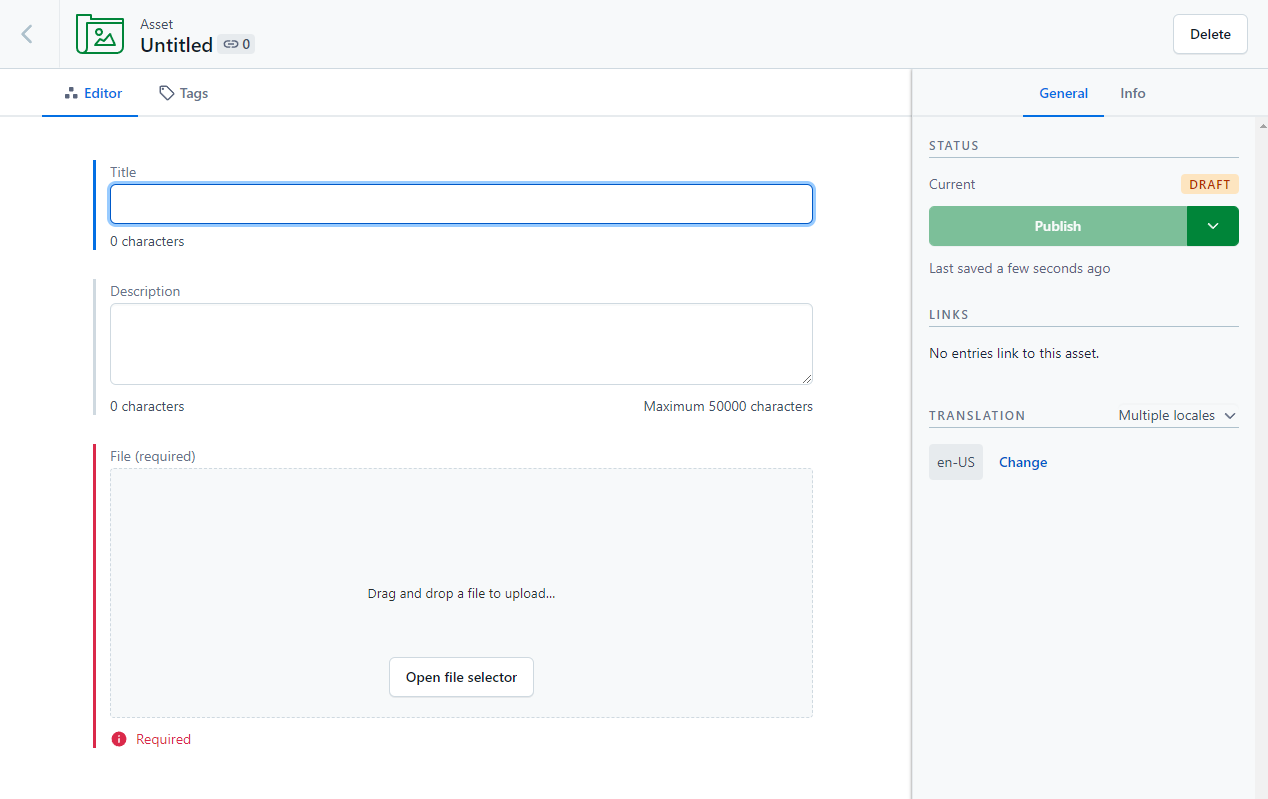 Asset
Untitled 0
Delete
Editor
Tags
General
Info
Title
0 characters
Description
0 characters
Maximum 50000 characters
File (required)
Drag and drop a file to upload...
Open file selector
Required
STATUS
Current
DRAFT
Publish
Last saved a few seconds ago
LINKS
No entries link to this asset.
TRANSLATION
Multiple locales
en-US
Change